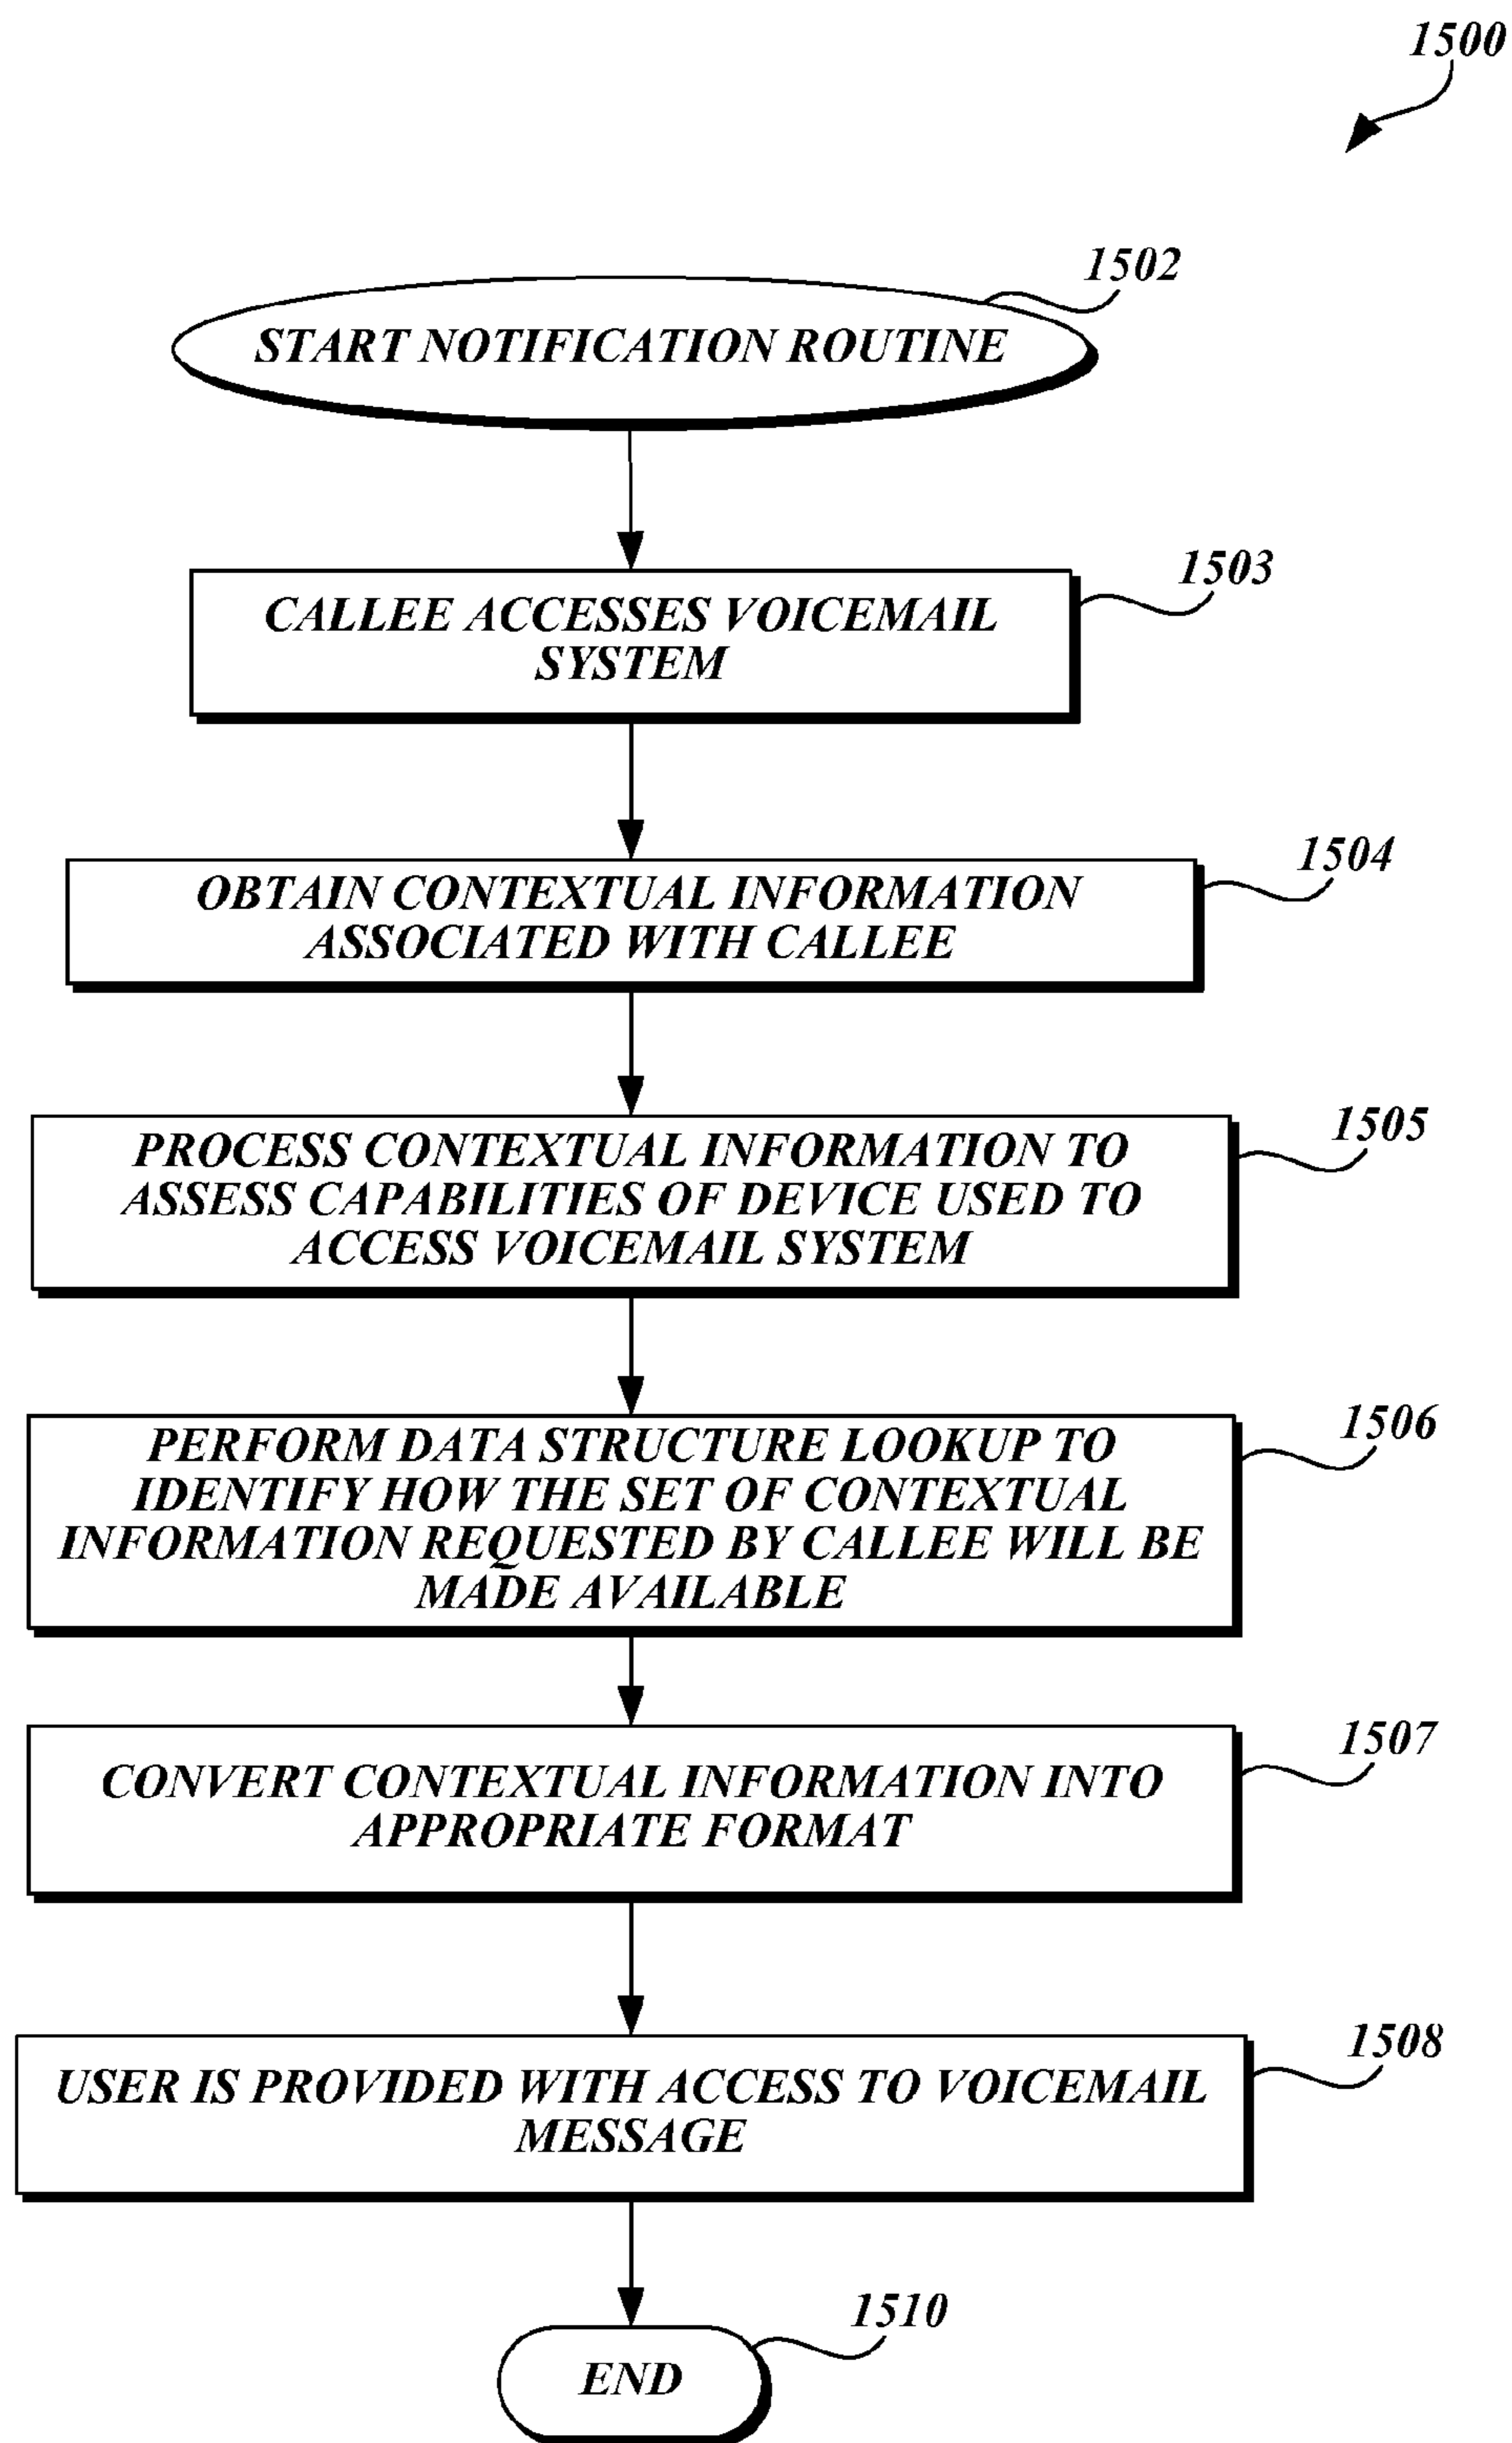 1500
1502
START NOTIFICATION ROUTINE
1503
CALLEE ACCESSES VOICEMAIL
SYSTEM
1504
OBTAIN CONTEXTUAL INFORMATION
ASSOCIATED WITH CALLEE
1505
PROCESS CONTEXTUAL INFORMATION TO
ASSESS CAPABILITIES OF DEVICE USED TO
ACCESS VOICEMAIL SYSTEM
1506
PERFORM DATA STRUCTURE LOOKUP TO
IDENTIFY HOW THE SET OF CONTEXTUAL
INFORMATION REQUESTED BY CALLEE WILL BE
MADE AVAILABLE
1507
CONVERT CONTEXTUAL INFORMATION INTO
APPROPRIATE FORMAT
1508
USER IS PROVIDED WITH ACCESS TO VOICEMAIL
MESSAGE
1510
END